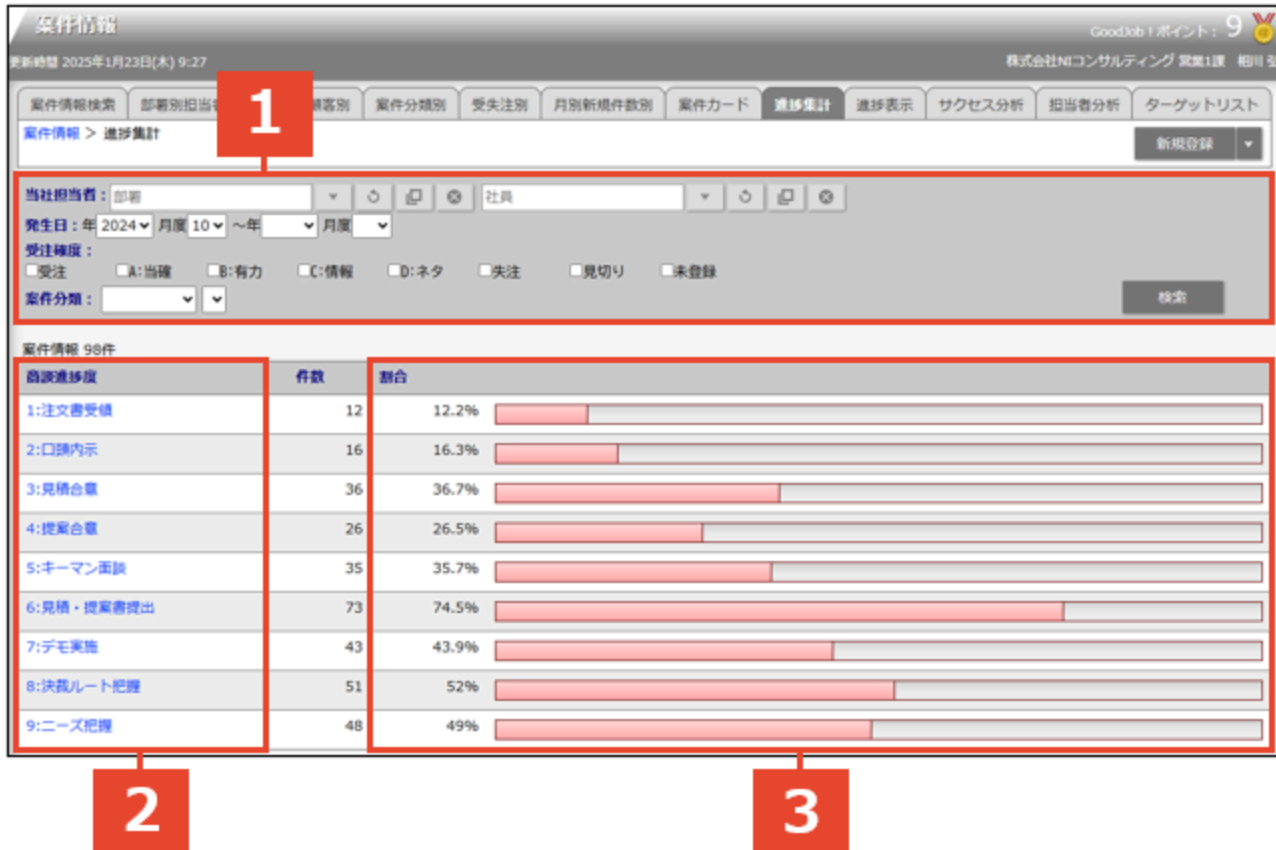 案件情報
GoodJob！ポイント： 9
更新時間 2025年1月23日(木) 9:27
株式会社NIコンサルティング 営業1課 相川
案件情報検索 部署別担当 顧客別 案件分類別 受失注別 月別新規件数別 案件カード 進捗集計 進捗表示 サクセス分析 担当者分析 ターゲットリスト
1
案件情報 > 進捗集計
新規登録
当社担当者：部署 社員
発生日：年 2024 月度 10 ～年 月度
受注確度：
受注 A:当確 B:有力 C:情報 D:ネタ 失注 見切り 未登録
案件分類：
検索
案件情報 98件
商談進捗度 件数 割合
1:注文書受領 12 12.2%
2:口頭内示 16 16.3%
3:見積合意 36 36.7%
4:提案合意 26 26.5%
5:キーマン面談 35 35.7%
6:見積・提案書提出 73 74.5%
7:デモ実施 43 43.9%
8:決裁ルート把握 51 52%
9:ニーズ把握 48 49%
2
3